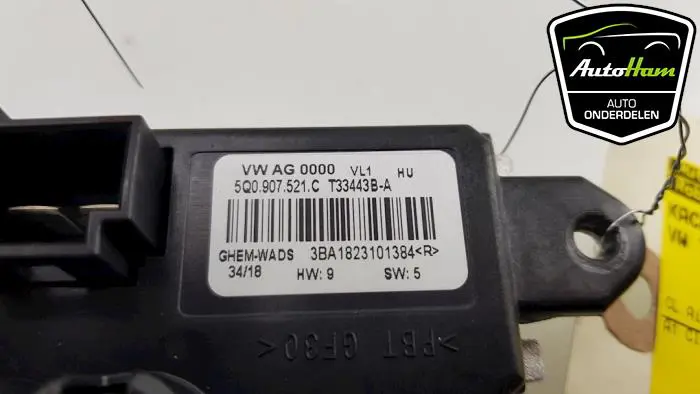 AutoHam
AUTO
ONDERDELEN
VW AG 0000 VL1 HU
5Q0.907.521.C T33443B-A
GHEM-WADS 3BA1823101384<R>
34/18 HW: 9 SW: 5
>PBT GF30<
VW